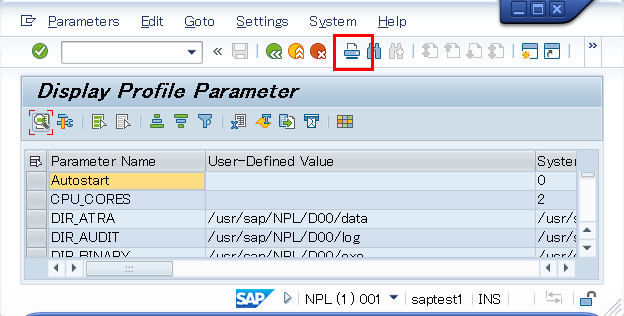 Parameters Edit Goto Settings System Help
«
»
Display Profile Parameter
Parameter Name User-Defined Value System
Autostart 0
CPU_CORES 2
DIR_ATRA /usr/sap/NPL/D00/data /usr/s
DIR_AUDIT /usr/sap/NPL/D00/log /usr/s
DIR_BINARY /usr/sap/NPL/D00/exe /usr/s
SAP NPL (1) 001 saptest1 INS